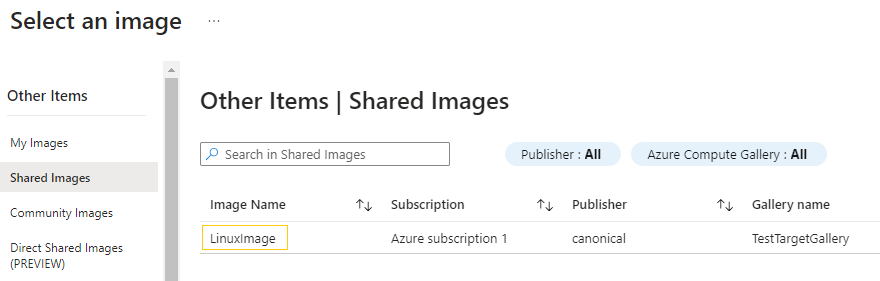 Select an image ...
Other Items
My Images
Shared Images
Community Images
Direct Shared Images
(PREVIEW)
Other Items | Shared Images
Search in Shared Images
Publisher : All
Azure Compute Gallery : All
Image Name ↑↓ Subscription ↑↓ Publisher ↑↓ Gallery name
LinuxImage Azure subscription 1 canonical TestTargetGallery